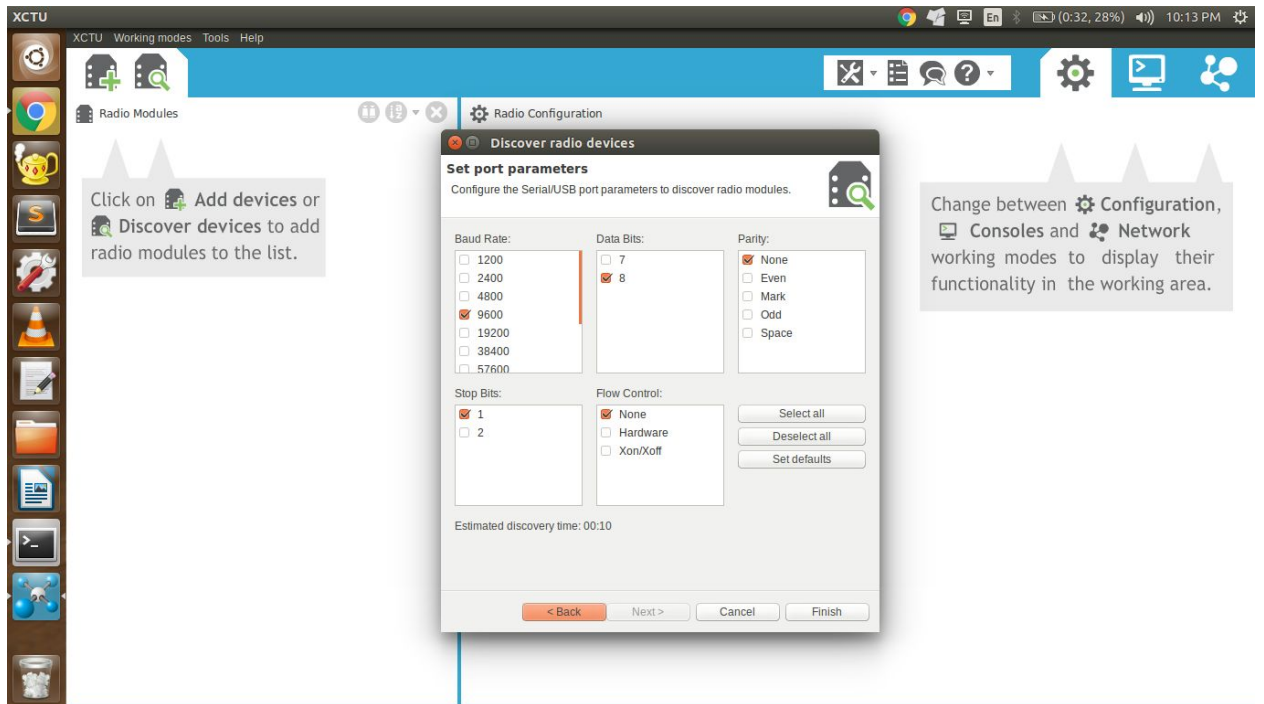 XCTU
En
(0:32, 28%)
10:13 PM
XCTU Working modes Tools Help
Radio Modules
Radio Configuration
Click on Add devices or
Discover devices to add
radio modules to the list.
Discover radio devices
Set port parameters
Configure the Serial/USB port parameters to discover radio modules.
Baud Rate:
1200
2400
4800
9600
19200
38400
57600
Data Bits:
7
8
Parity:
None
Even
Mark
Odd
Space
Stop Bits:
1
2
Flow Control:
None
Hardware
Xon/Xoff
Select all
Deselect all
Set defaults
Estimated discovery time: 00:10
< Back
Next >
Cancel
Finish
Change between Configuration,
Consoles and Network
working modes to display their
functionality in the working area.